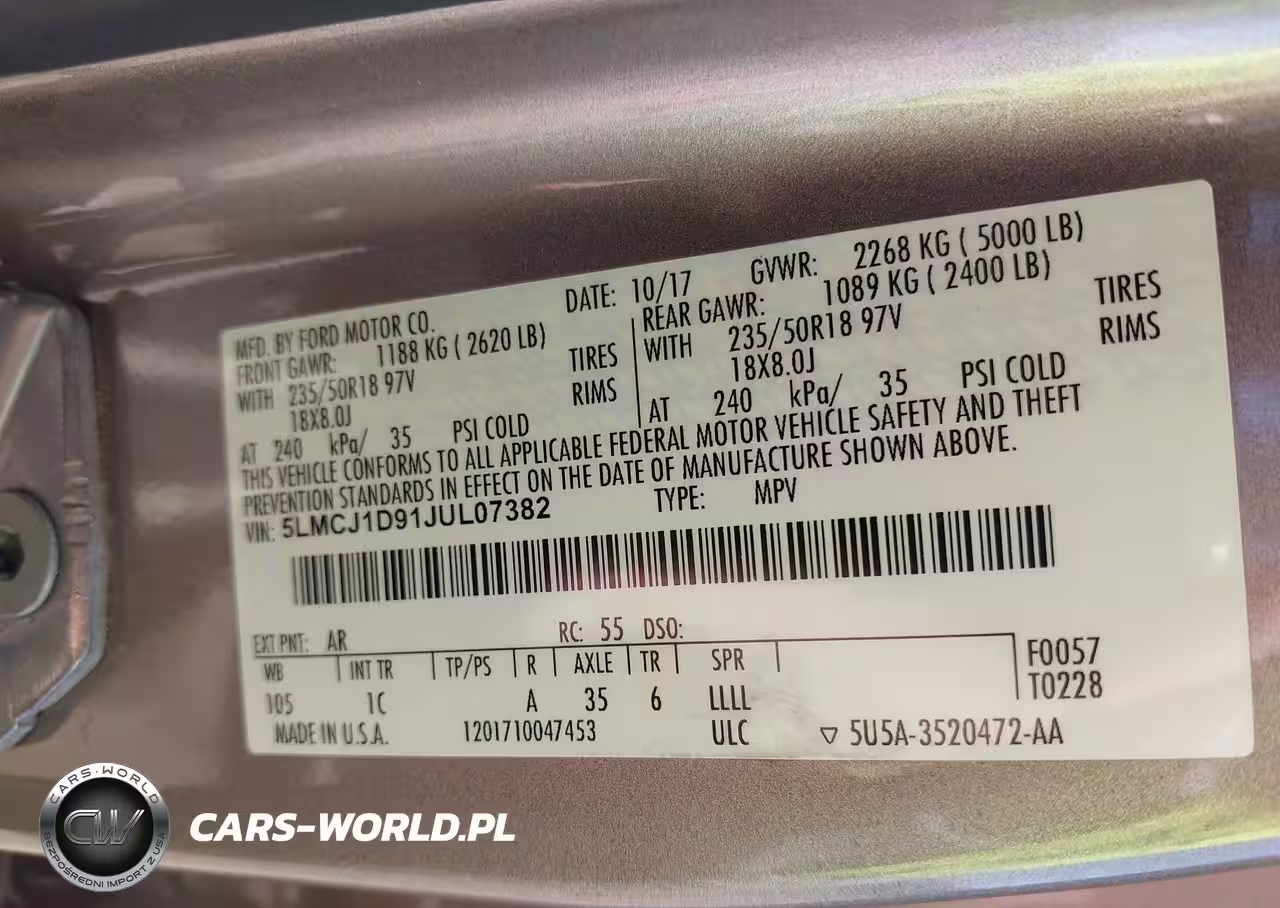 MFD. BY FORD MOTOR CO. DATE: 10/17 GVWR: 2268 KG ( 5000 LB)
FRONT GAWR: 1188 KG ( 2620 LB) REAR GAWR: 1089 KG ( 2400 LB)
WITH 235/50R18 97V TIRES WITH 235/50R18 97V TIRES
18X8.0J RIMS 18X8.0J RIMS
AT 240 kPa/ 35 PSI COLD AT 240 kPa/ 35 PSI COLD
THIS VEHICLE CONFORMS TO ALL APPLICABLE FEDERAL MOTOR VEHICLE SAFETY AND THEFT
PREVENTION STANDARDS IN EFFECT ON THE DATE OF MANUFACTURE SHOWN ABOVE.
VIN: 5LMCJ1D91JUL07382 TYPE: MPV
EXT PNT: AR RC: 55 DSO:
WB INT TR TP/PS R AXLE TR SPR F0057
105 1C A 35 6 LLLL T0228
MADE IN U.S.A. 1201710047453 ULC ▽ 5U5A-3520472-AA
CARS-WORLD
CW
BEZPOŚREDNI IMPORT Z USA
CARS-WORLD.PL